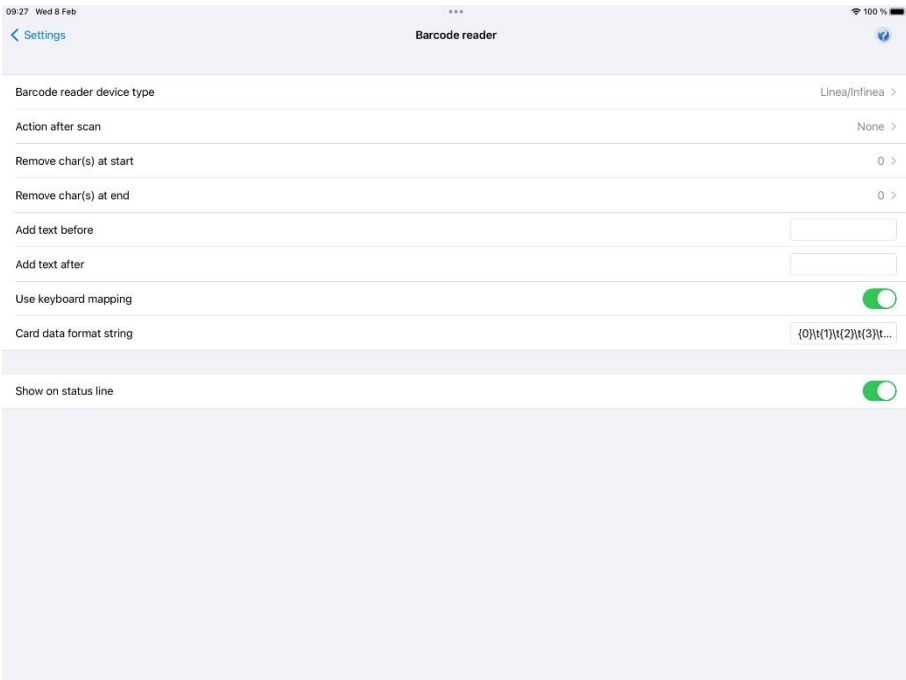 09:27 Wed 8 Feb 100 %
Settings Barcode reader ?
Barcode reader device type Linea/Infinea
Action after scan None
Remove char(s) at start 0
Remove char(s) at end 0
Add text before
Add text after
Use keyboard mapping
Card data format string {0}\t{1}\t{2}\t{3}\t...
Show on status line